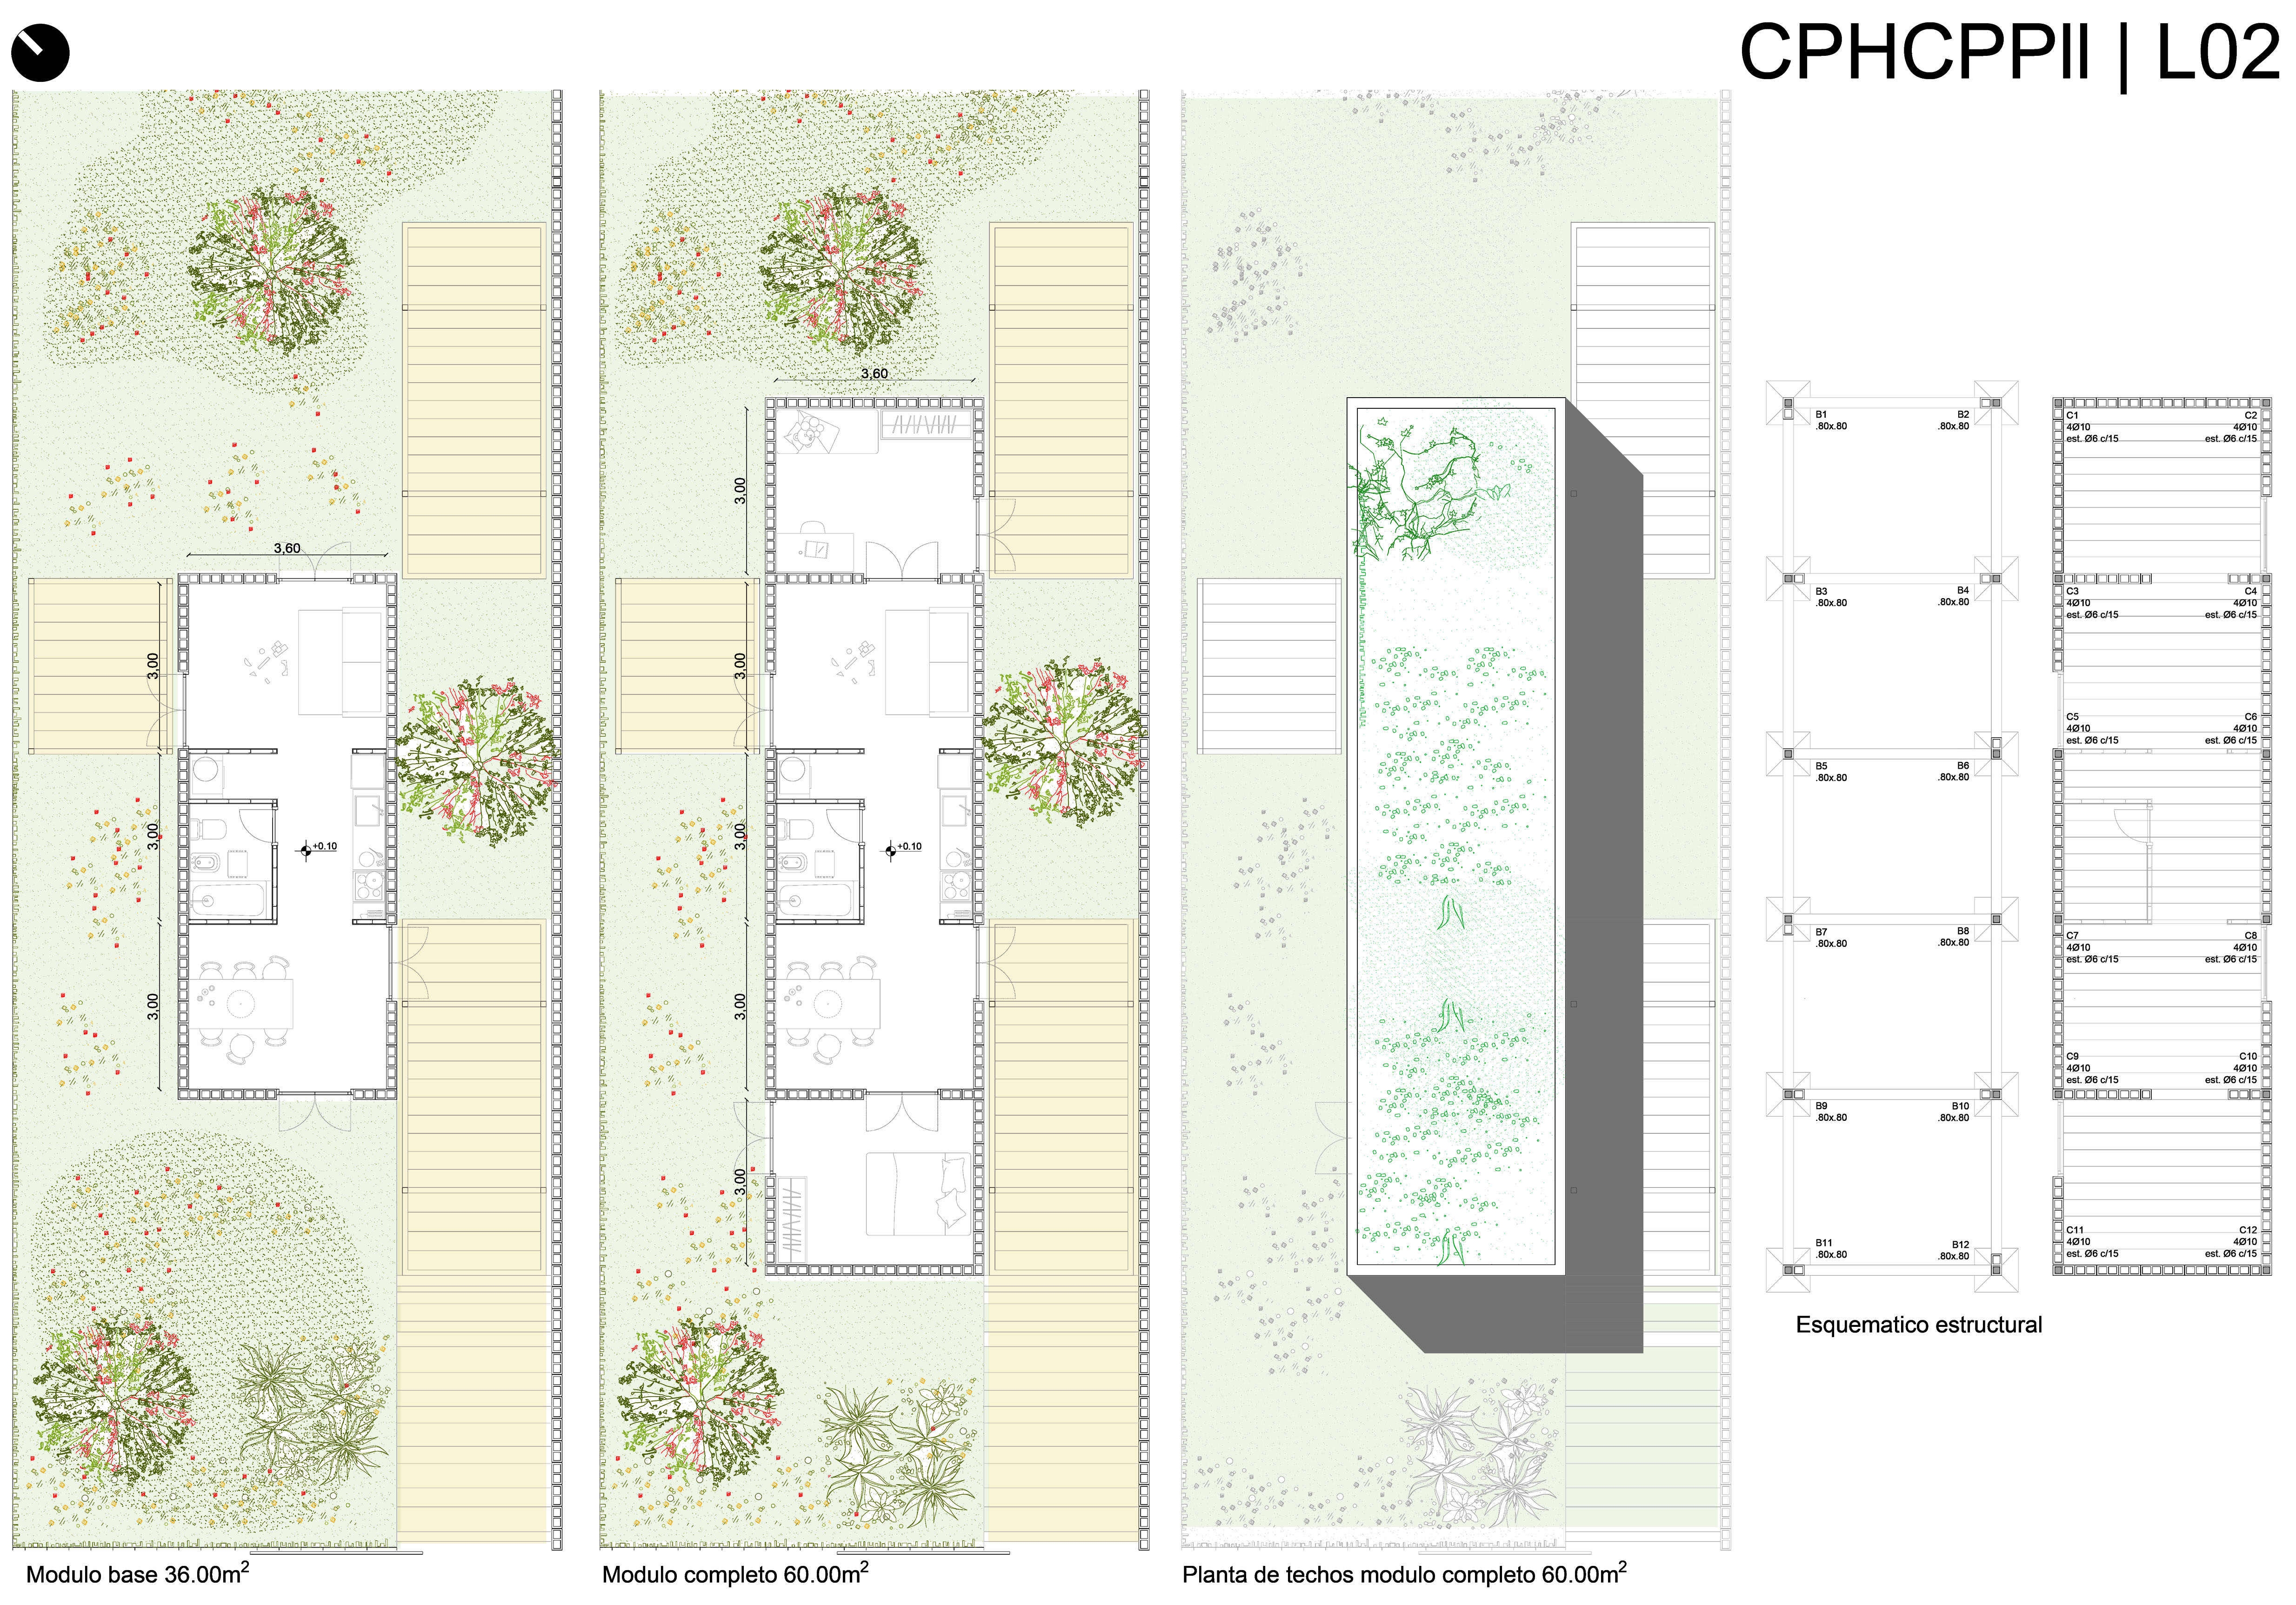 CPHCPPII | L02
3,60
3,00
3,00
3,00
+0.10
Modulo base 36.00m²
3,60
3,00
3,00
3,00
+0.10
3,00
3,00
Modulo completo 60.00m²
Planta de techos modulo completo 60.00m²
B1
.80x.80
B2
.80x.80
B3
.80x.80
B4
.80x.80
B5
.80x.80
B6
.80x.80
B7
.80x.80
B8
.80x.80
B9
.80x.80
B10
.80x.80
B11
.80x.80
B12
.80x.80
C1
4Ø10
est. Ø6 c/15
C2
4Ø10
est. Ø6 c/15
C3
4Ø10
est. Ø6 c/15
C4
4Ø10
est. Ø6 c/15
C5
4Ø10
est. Ø6 c/15
C6
4Ø10
est. Ø6 c/15
C7
4Ø10
est. Ø6 c/15
C8
4Ø10
est. Ø6 c/15
C9
4Ø10
est. Ø6 c/15
C10
4Ø10
est. Ø6 c/15
C11
4Ø10
est. Ø6 c/15
C12
4Ø10
est. Ø6 c/15
Esquematico estructural